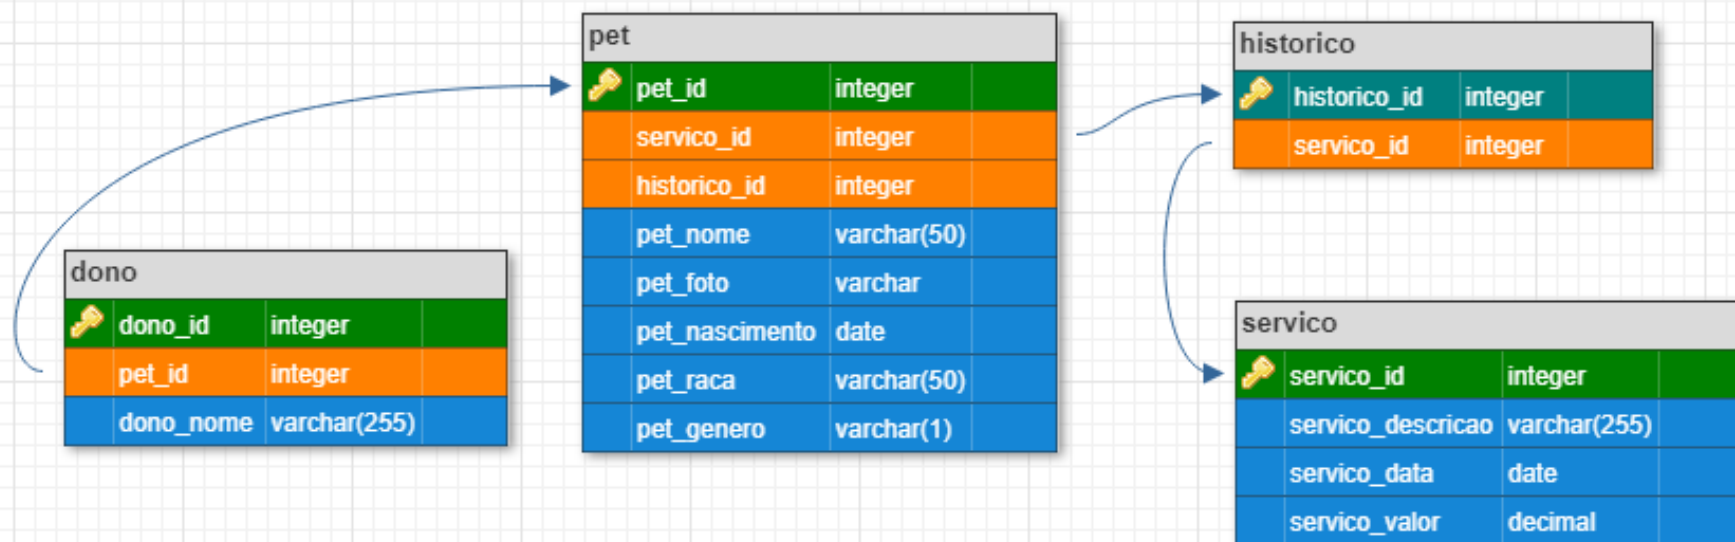 pet
pet_id integer
servico_id integer
historico_id integer
pet_nome varchar(50)
pet_foto varchar
pet_nascimento date
pet_raca varchar(50)
pet_genero varchar(1)
historico
historico_id integer
servico_id integer
dono
dono_id integer
pet_id integer
dono_nome varchar(255)
servico
servico_id integer
servico_descricao varchar(255)
servico_data date
servico_valor decimal